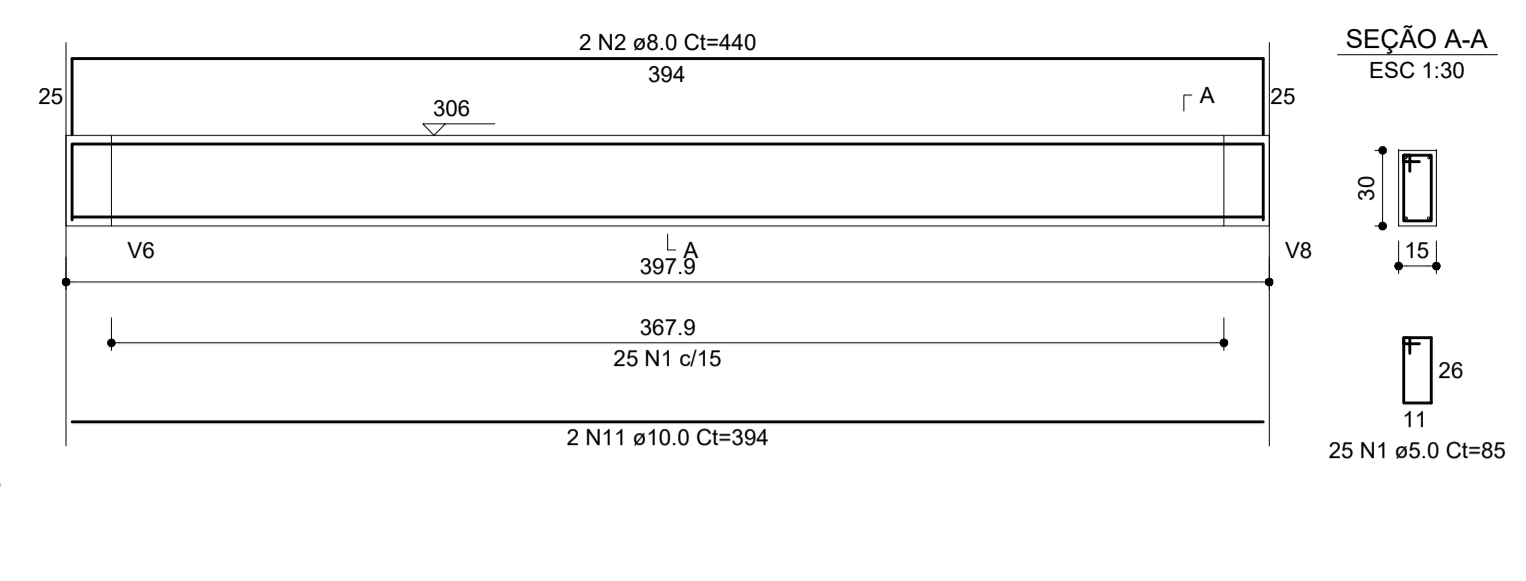 2 N2 ø8.0 Ct=440
394
25
25
306
A
SEÇÃO A-A
ESC 1:30
30
15
V6
A
V8
397.9
367.9
25 N1 c/15
2 N11 ø10.0 Ct=394
26
11
25 N1 ø5.0 Ct=85